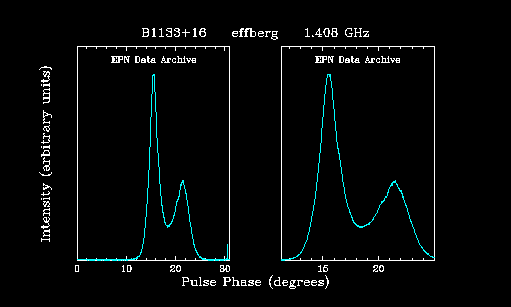 B1133+16 effberg 1.408 GHz
EPN Data Archive EPN Data Archive
Intensity (arbitrary units)
0 10 20 30 15 20
Pulse Phase (degrees)